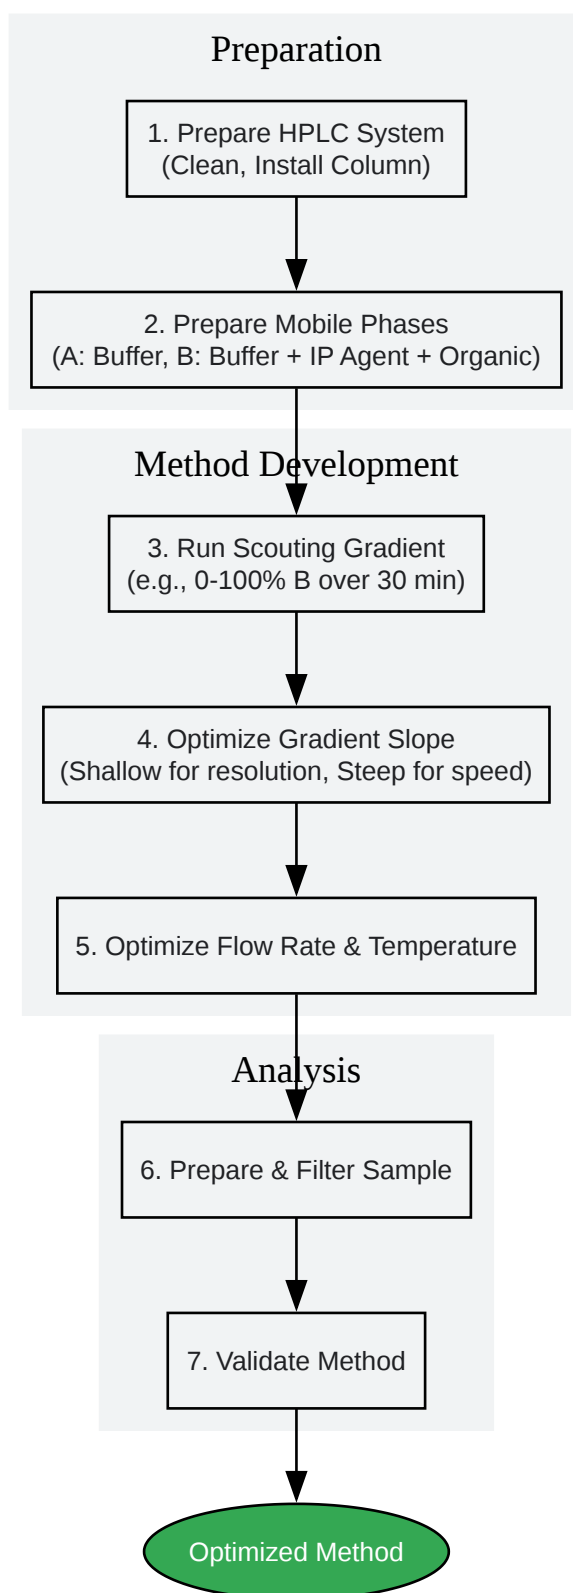 Preparation
1. Prepare HPLC System
(Clean, Install Column)
2. Prepare Mobile Phases
(A: Buffer, B: Buffer + IP Agent + Organic)
Method Development
3. Run Scouting Gradient
(e.g., 0-100% B over 30 min)
4. Optimize Gradient Slope
(Shallow for resolution, Steep for speed)
5. Optimize Flow Rate & Temperature
Analysis
6. Prepare & Filter Sample
7. Validate Method
Optimized Method